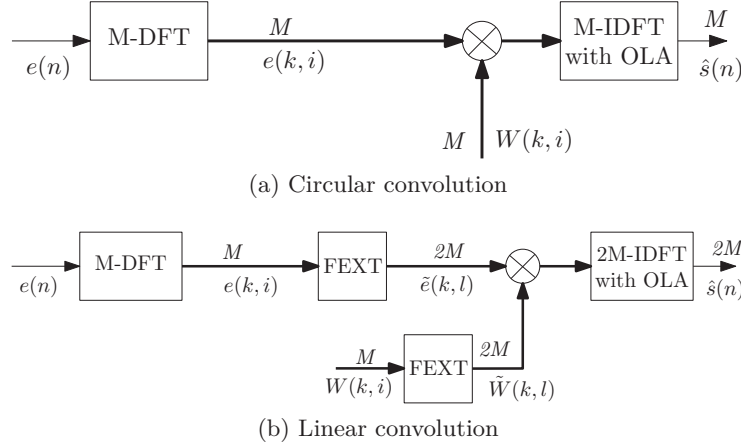 M-DFT
M
M-IDFT
with OLA
M
e(n)
e(k, i)
ŝ(n)
M
W(k, i)
(a) Circular convolution
M-DFT
M
FEXT
2M
2M-IDFT
with OLA
2M
e(n)
e(k, i)
ẽ(k, l)
ŝ(n)
M
FEXT
2M
W(k, i)
W̃(k, l)
(b) Linear convolution